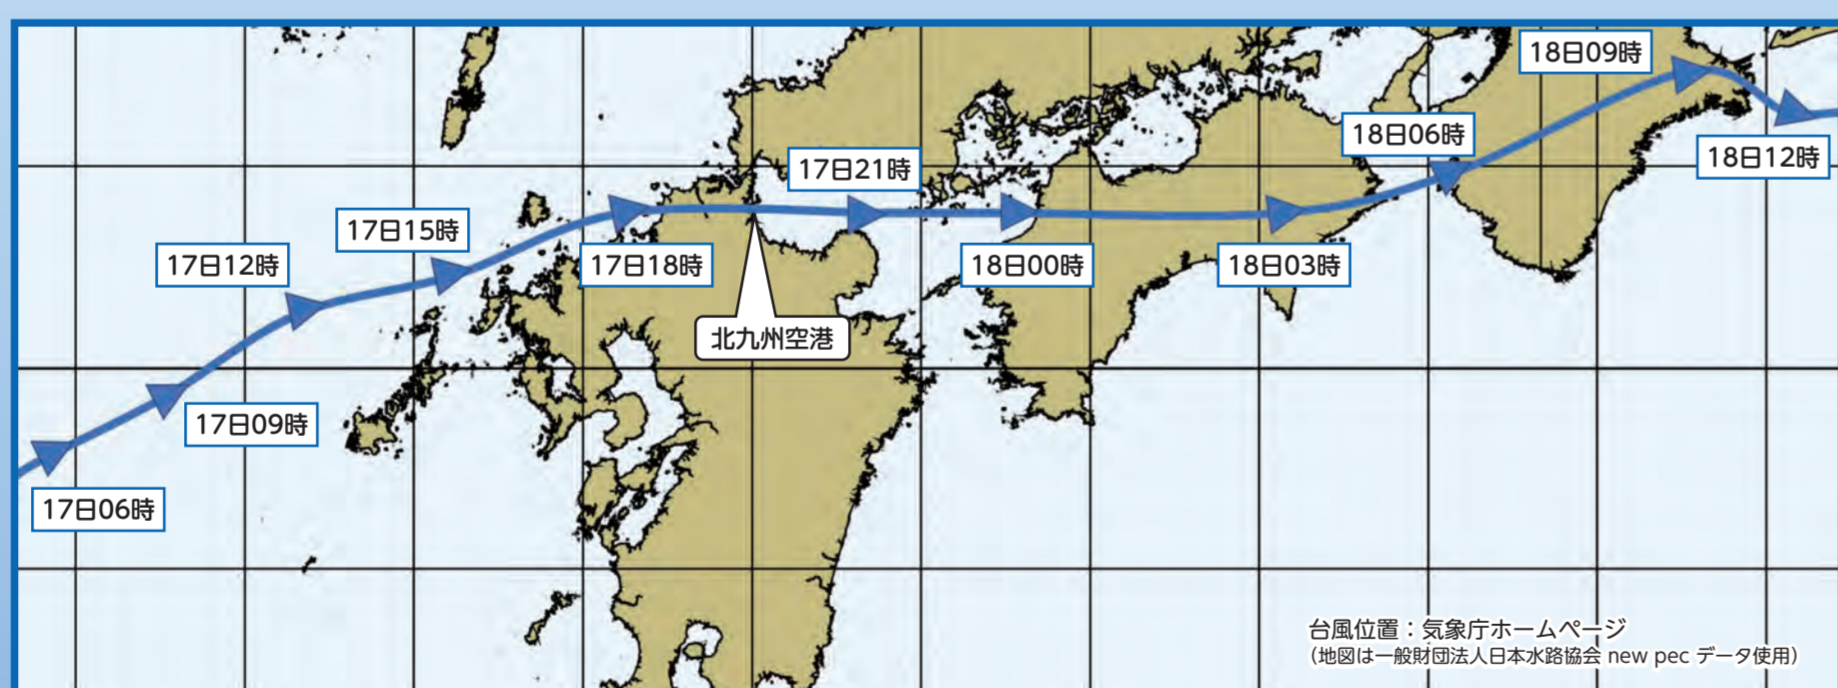 17日06時
17日09時
17日12時
17日15時
17日18時
北九州空港
17日21時
18日00時
18日03時
18日06時
18日09時
18日12時
台風位置：気象庁ホームページ
（地図は一般財団法人日本水路協会 new pec データ使用）